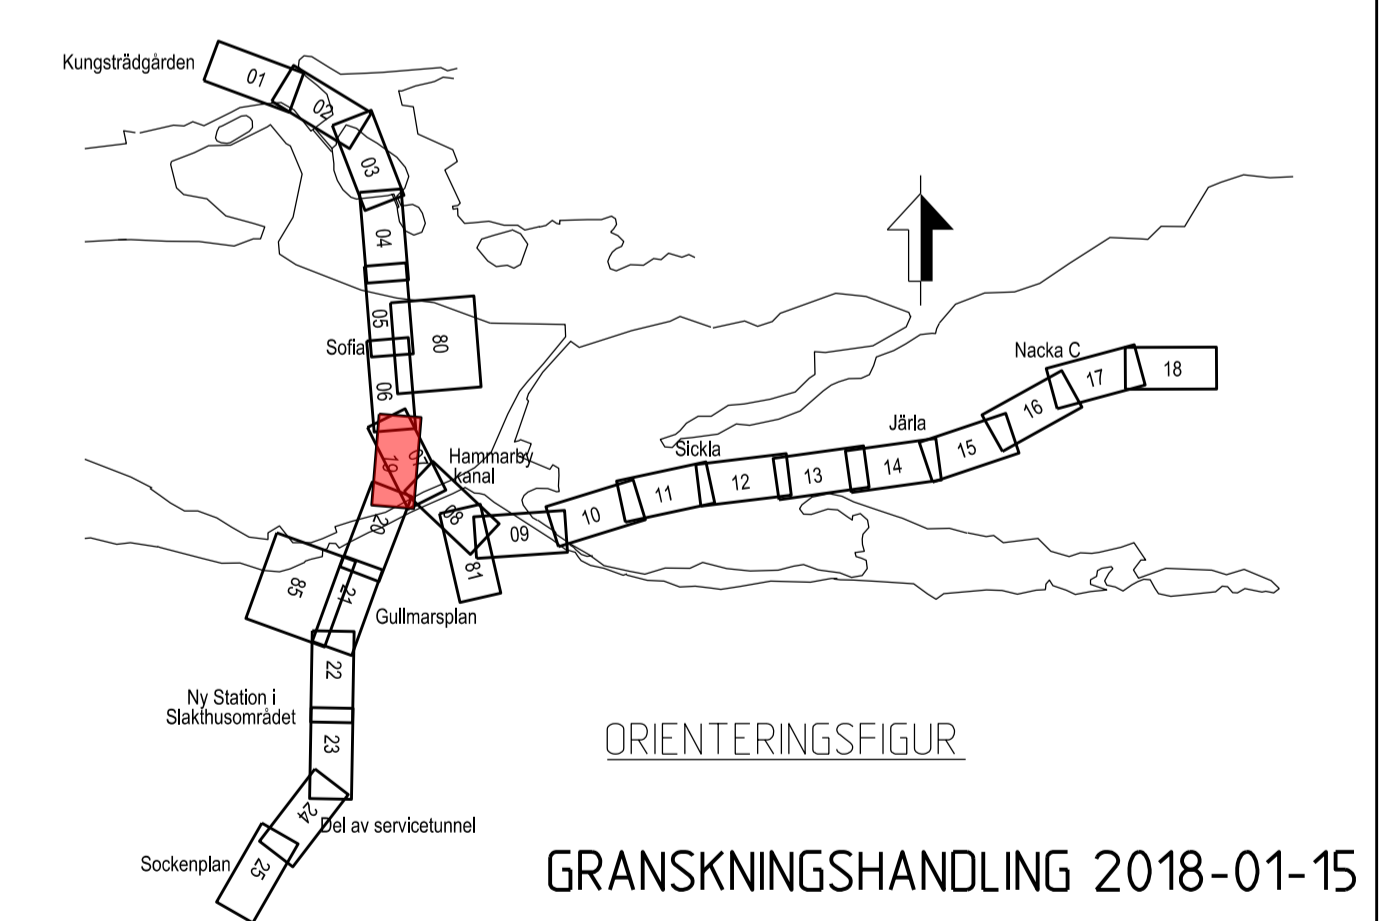 Kungsträdgården
01
02
03
04
05
80
Sofia
06
Nacka C
18
17
16
Järla
15
Sickla
14
13
12
11
10
Hammarby
kanal
07
19
08
09
20
81
85
21
Gullmarsplan
22
Ny Station i
Slakthusområdet
23
ORIENTERINGSFIGUR
24
Del av servicetunnel
Sockenplan
25
GRANSKNINGSHANDLING 2018-01-15